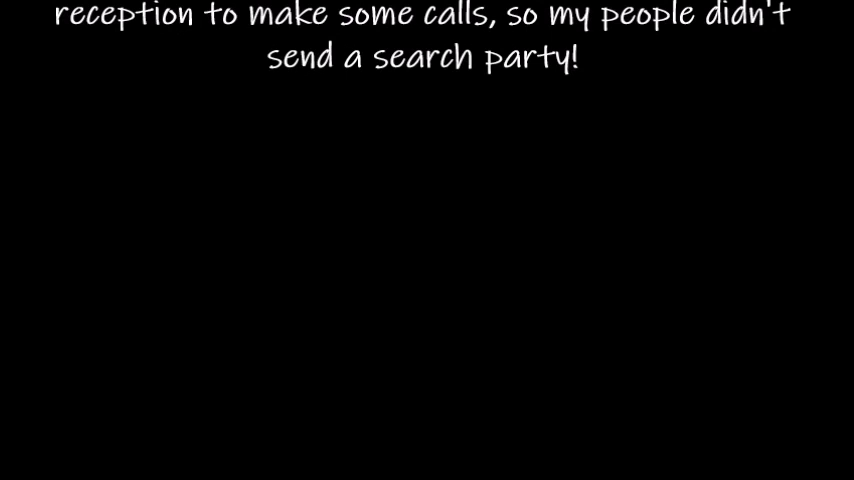 reception to make some calls, so my people didn't
send a search party!